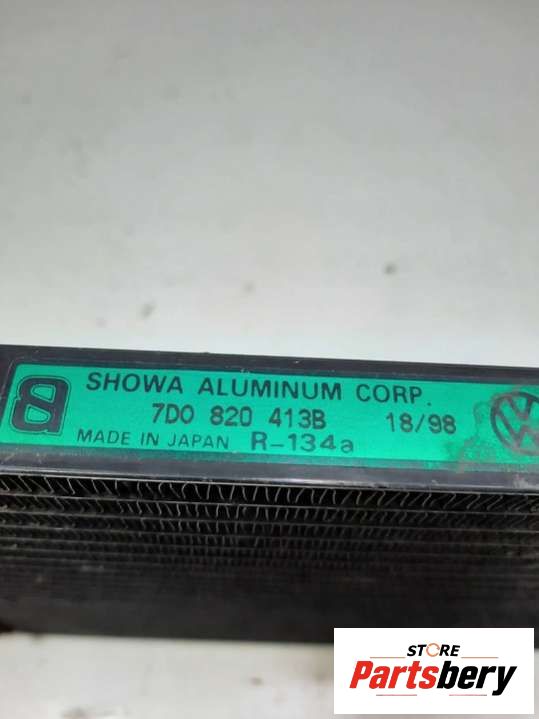 SHOWA ALUMINUM CORP.
7D0 820 413B 18/98
MADE IN JAPAN R-134a
STORE
Partsbery